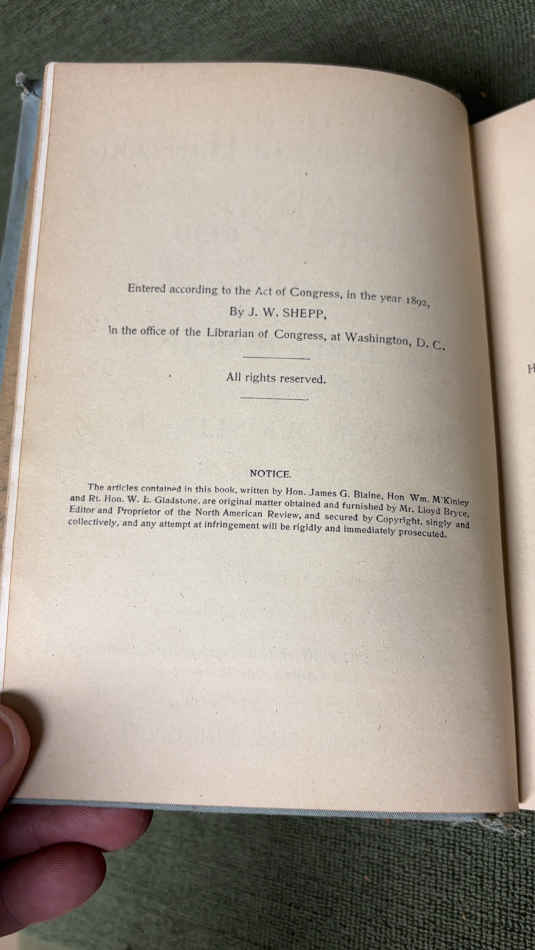 Entered according to the Act of Congress, in the year 1892,
By J. W. SHEPP,
In the office of the Librarian of Congress, at Washington, D. C.
All rights reserved.
NOTICE.
The articles contained in this book, written by Hon. James G. Blaine, Hon Wm. M'Kinley
and Rt. Hon. W. E. Gladstone, are original matter obtained and furnished by Mr. Lloyd Bryce,
Editor and Proprietor of the North American Review, and secured by Copyright, singly and
collectively, and any attempt at infringement will be rigidly and immediately prosecuted.
H